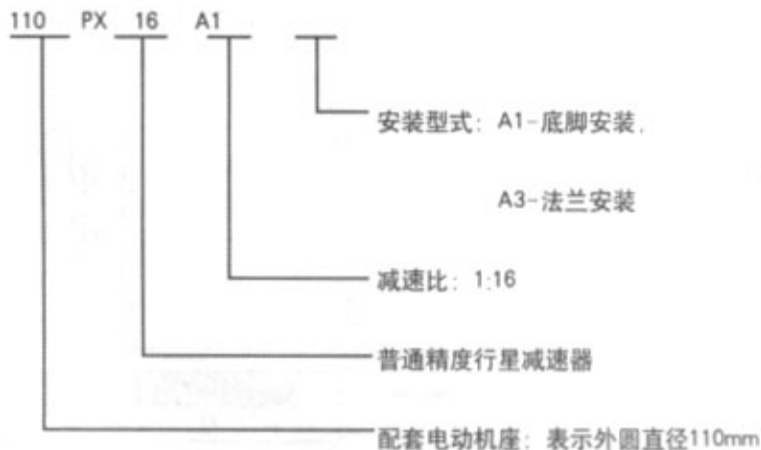 110 PX 16 A1
安装型式：A1-底脚安装.
A3-法兰安装
减速比：1:16
普通精度行星减速器
配套电动机座：表示外圆直径110mm